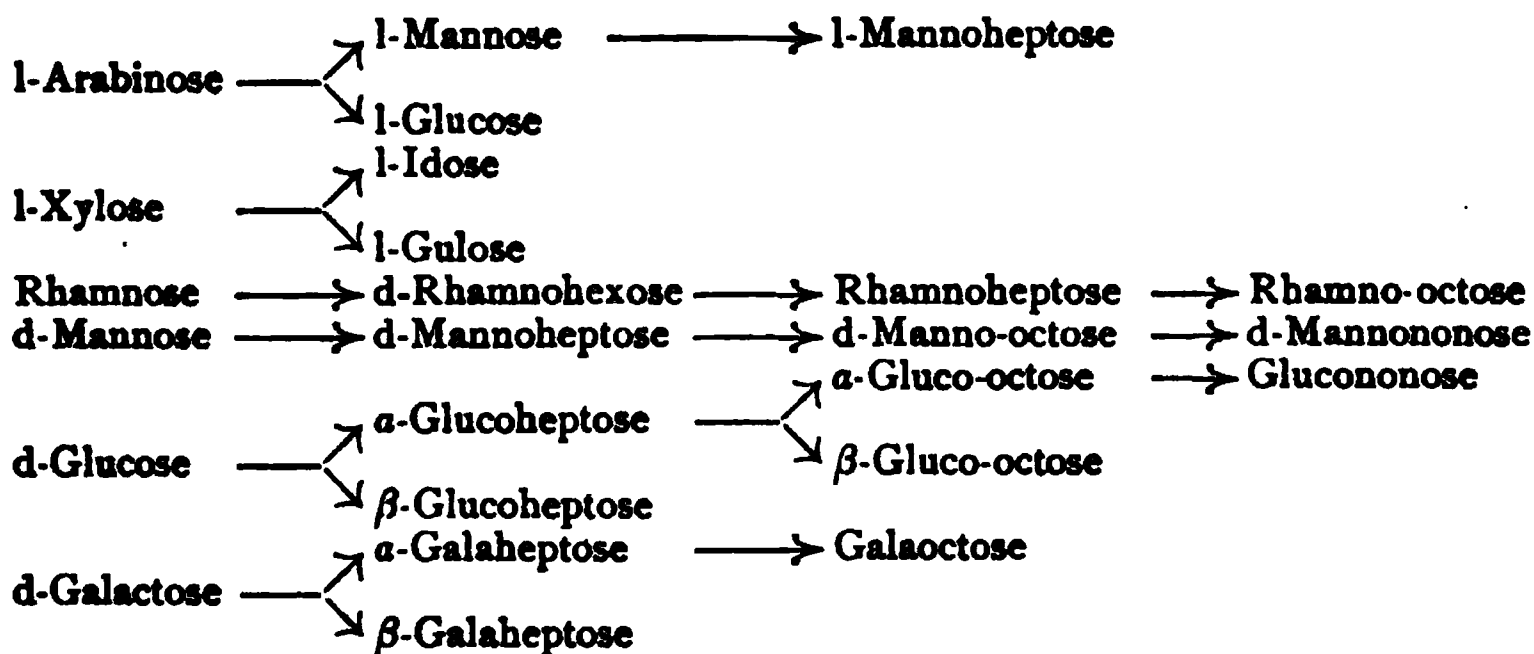 l-Mannose l-Mannoheptose
l-Arabinose
l-Glucose
l-Idose
l-Xylose
l-Gulose
Rhamnose d-Rhamnohexose Rhamnoheptose Rhamno-octose
d-Mannose d-Mannoheptose d-Manno-octose d-Mannononose
α-Gluco-octose Glucononose
α-Glucoheptose
d-Glucose β-Gluco-octose
β-Glucoheptose
α-Galaheptose Galaoctose
d-Galactose
β-Galaheptose